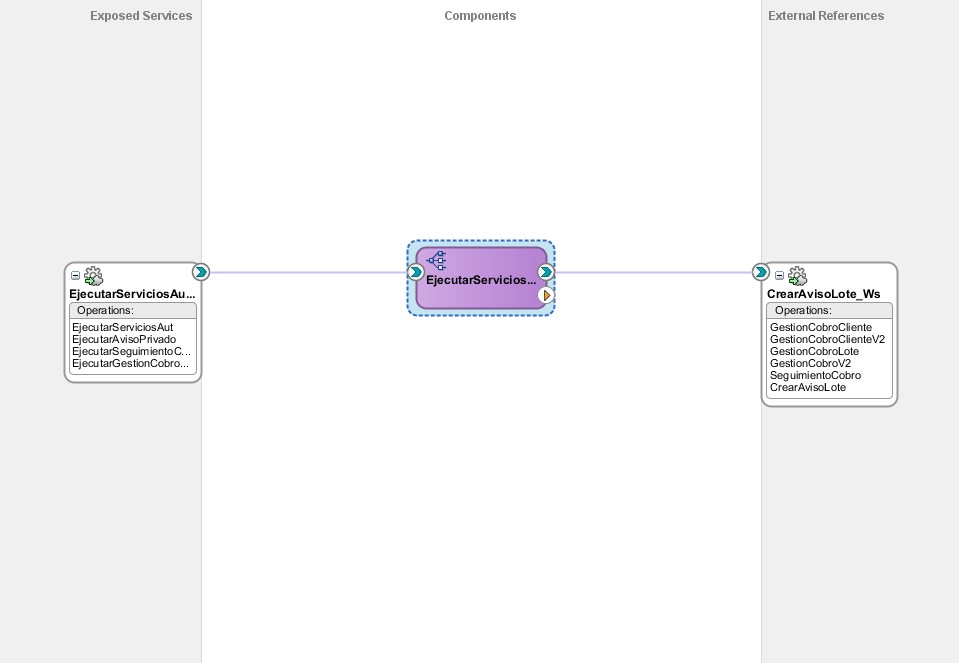 Exposed Services
Components
External References
EjecutarServiciosAu...
Operations:
EjecutarServiciosAut
EjecutarAvisoPrivado
EjecutarSeguimientoC...
EjecutarGestionCobro...
EjecutarServicios...
CrearAvisoLote_Ws
Operations:
GestionCobroCliente
GestionCobroClienteV2
GestionCobroLote
GestionCobroV2
SeguimientoCobro
CrearAvisoLote